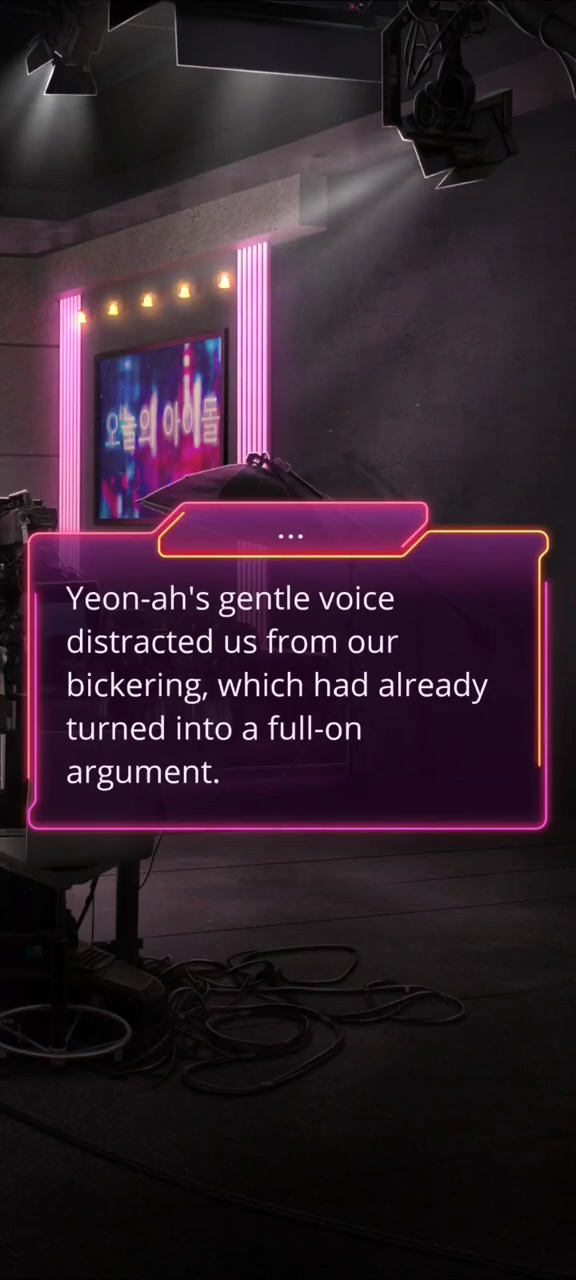 오늘의 아이돌
...
Yeon-ah's gentle voice
distracted us from our
bickering, which had already
turned into a full-on
argument.